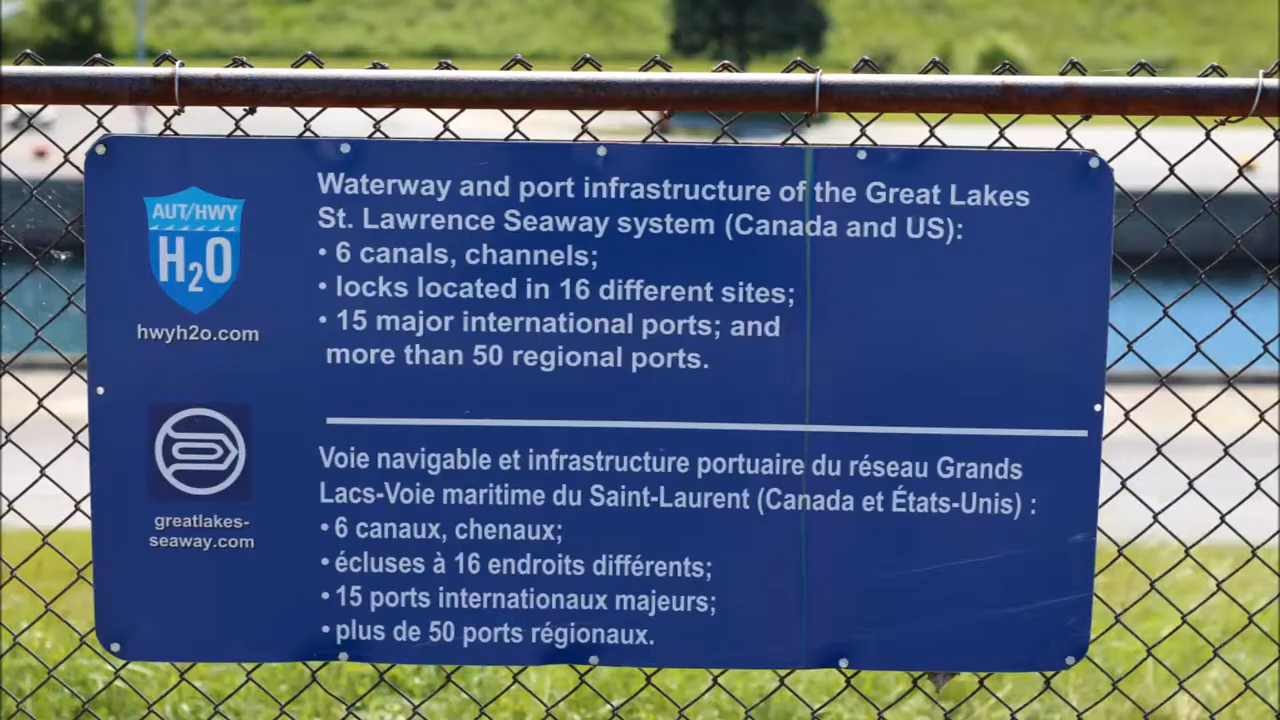 AUT/HWY
H2O
hwyh2o.com
Waterway and port infrastructure of the Great Lakes
St. Lawrence Seaway system (Canada and US):
• 6 canals, channels;
• locks located in 16 different sites;
• 15 major international ports; and
more than 50 regional ports.
greatlakes-
seaway.com
Voie navigable et infrastructure portuaire du réseau Grands
Lacs-Voie maritime du Saint-Laurent (Canada et États-Unis) :
• 6 canaux, chenaux;
• écluses à 16 endroits différents;
• 15 ports internationaux majeurs;
• plus de 50 ports régionaux.